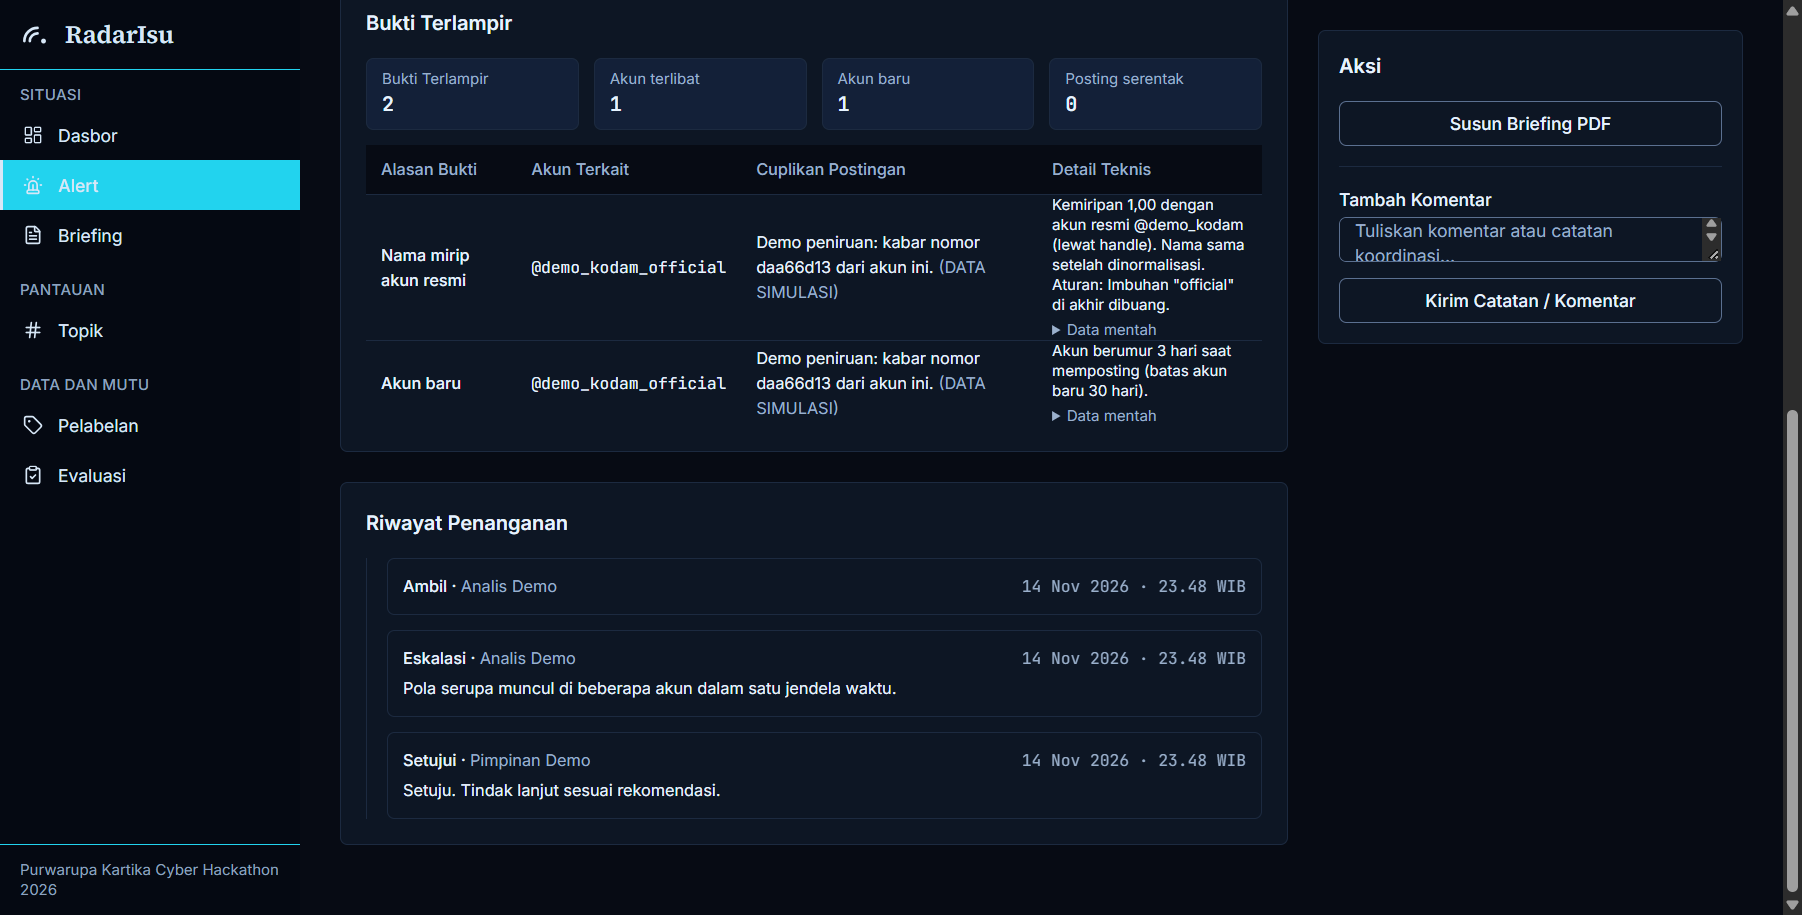 RadarIsu
SITUASI
Dasbor
Alert
Briefing
PANTAUAN
Topik
DATA DAN MUTU
Pelabelan
Evaluasi
Purwarupa Kartika Cyber Hackathon
2026
Bukti Terlampir
Bukti Terlampir
2
Akun terlibat
1
Akun baru
1
Posting serentak
0
Alasan Bukti
Akun Terkait
Cuplikan Postingan
Detail Teknis
Nama mirip
akun resmi
@demo_kodam_official
Demo peniruan: kabar nomor
daa66d13 dari akun ini. (DATA
SIMULASI)
Kemiripan 1,00 dengan
akun resmi @demo_kodam
(lewat handle). Nama sama
setelah dinormalisasi.
Aturan: Imbuhan "official"
di akhir dibuang.
Data mentah
Akun baru
@demo_kodam_official
Demo peniruan: kabar nomor
daa66d13 dari akun ini. (DATA
SIMULASI)
Akun berumur 3 hari saat
memposting (batas akun
baru 30 hari).
Data mentah
Riwayat Penanganan
Ambil · Analis Demo
14 Nov 2026 · 23.48 WIB
Eskalasi · Analis Demo
14 Nov 2026 · 23.48 WIB
Pola serupa muncul di beberapa akun dalam satu jendela waktu.
Setujui · Pimpinan Demo
14 Nov 2026 · 23.48 WIB
Setuju. Tindak lanjut sesuai rekomendasi.
Aksi
Susun Briefing PDF
Tambah Komentar
Tuliskan komentar atau catatan
koordinasi...
Kirim Catatan / Komentar